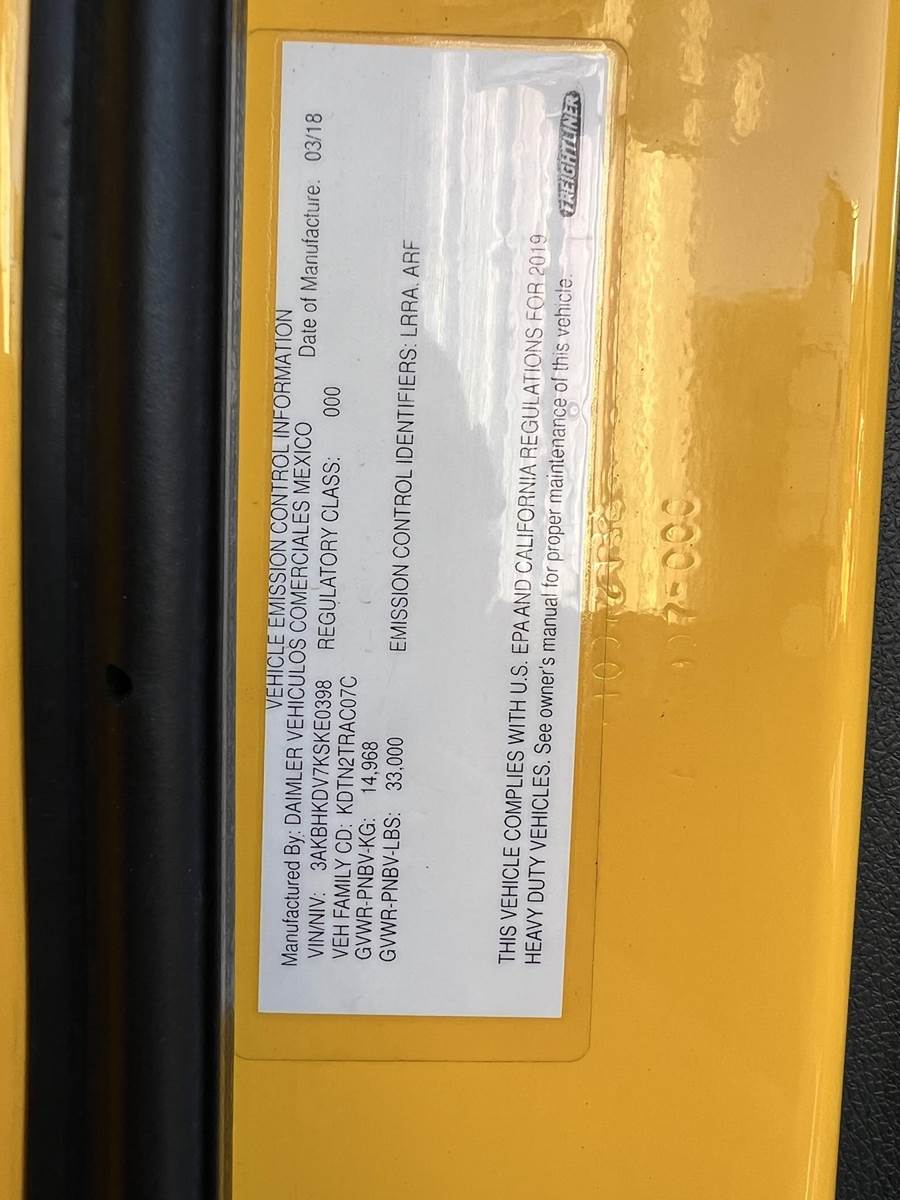 VEHICLE EMISSION CONTROL INFORMATION
Manufactured By: DAIMLER VEHICULOS COMERCIALES MEXICO Date of Manufacture: 03/18
VIN/NIV: 3AKBHKDV7KSKE0398 REGULATORY CLASS: 000
VEH FAMILY CD: KDTN2TRAC07C
GVWR-PNBV-KG: 14,968
GVWR-PNBV-LBS: 33,000 EMISSION CONTROL IDENTIFIERS: LRRA, ARF
THIS VEHICLE COMPLIES WITH U.S. EPA AND CALIFORNIA REGULATIONS FOR 2019
HEAVY DUTY VEHICLES. See owner's manual for proper maintenance of this vehicle.
FREIGHTLINER